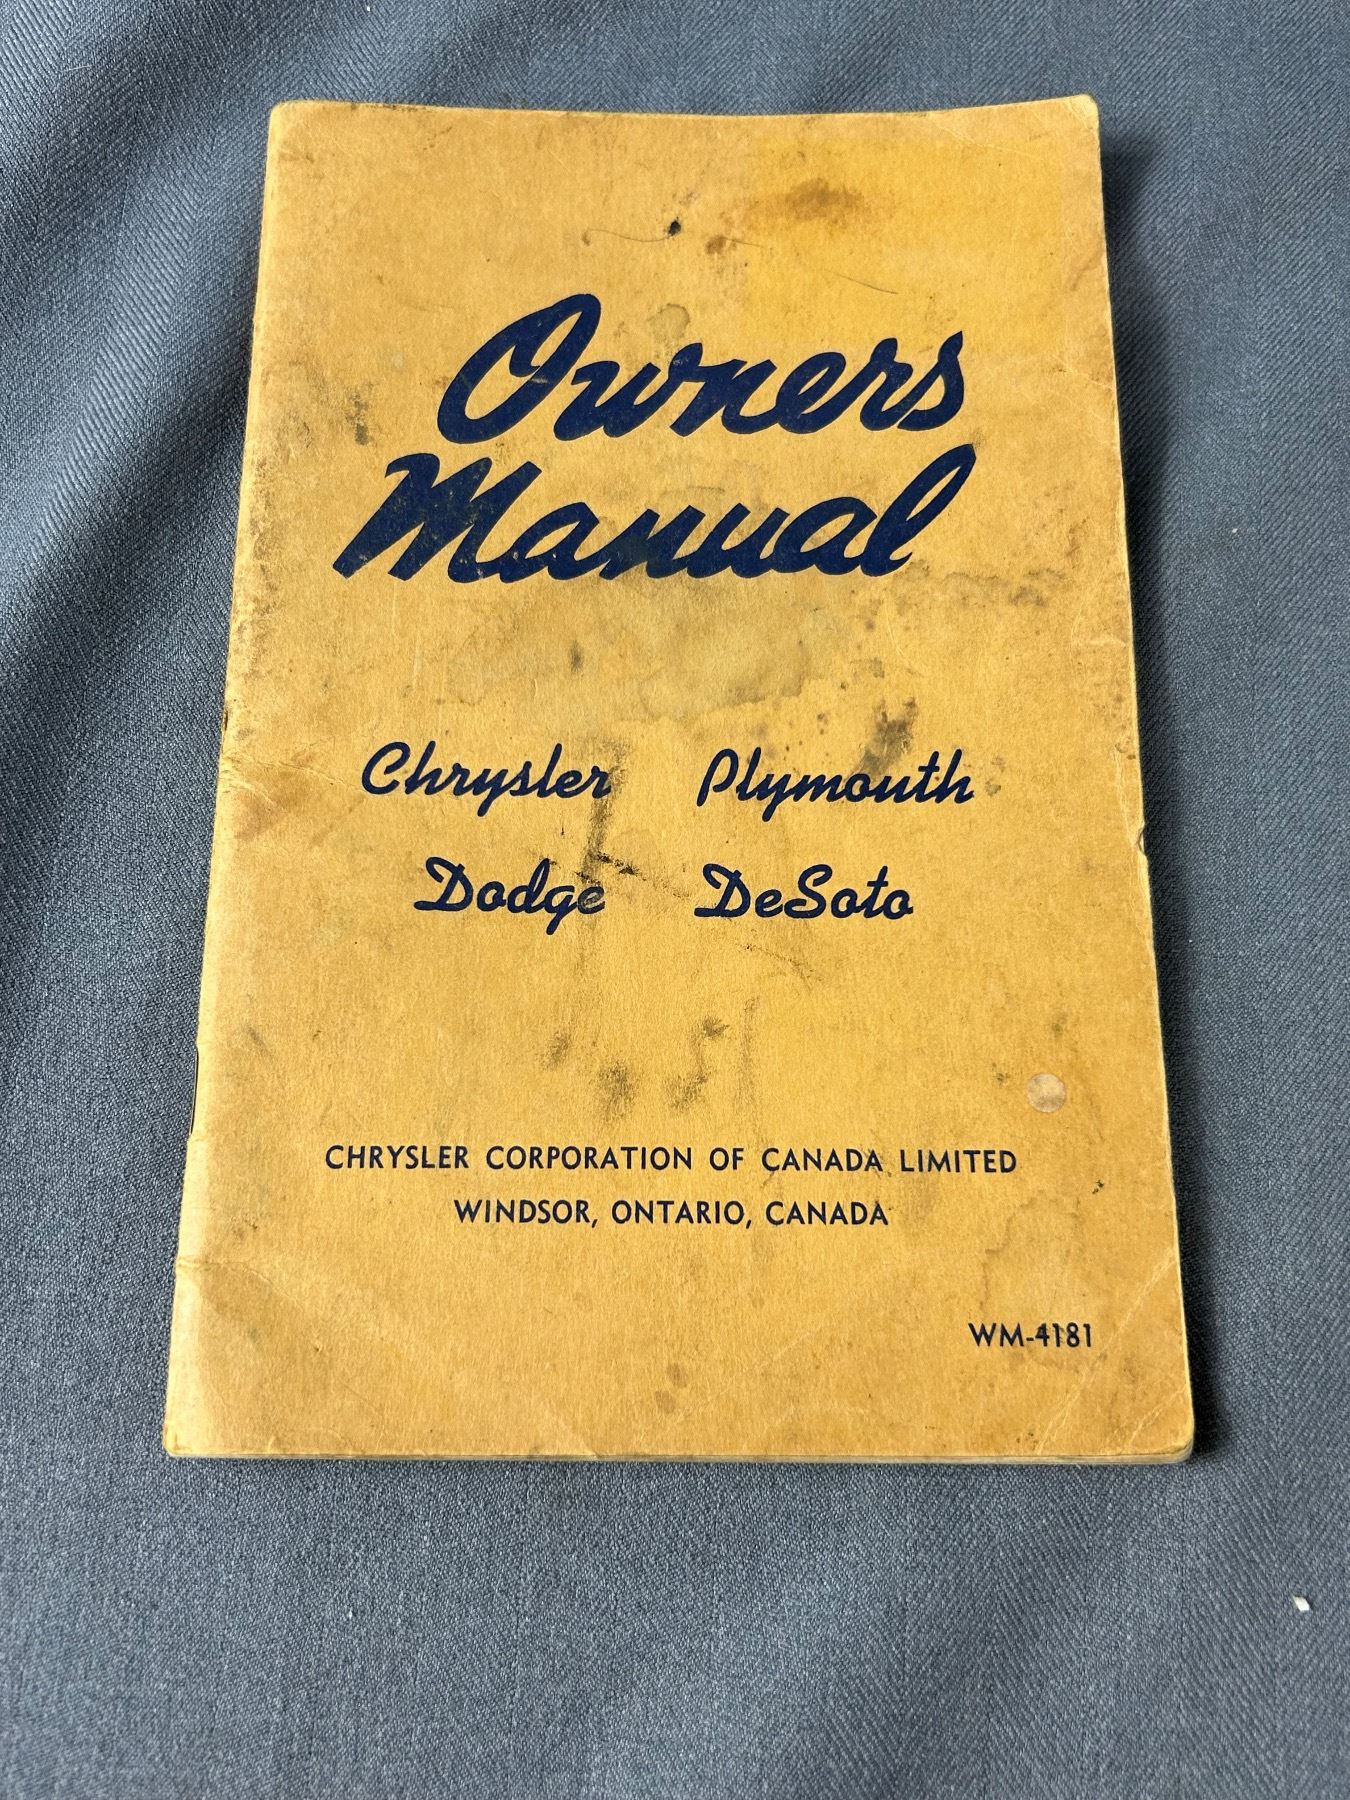 Owners
Manual
Chrysler Plymouth
Dodge DeSoto
CHRYSLER CORPORATION OF CANADA LIMITED
WINDSOR, ONTARIO, CANADA
WM-4181